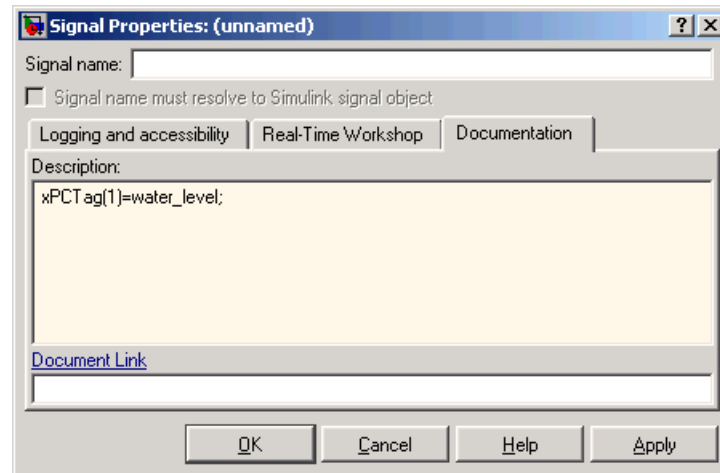 Signal Properties: (unnamed)
Signal name:
Signal name must resolve to Simulink signal object
Logging and accessibility Real-Time Workshop Documentation
Description:
xPCTag(1)=water_level;
Document Link
OK Cancel Help Apply